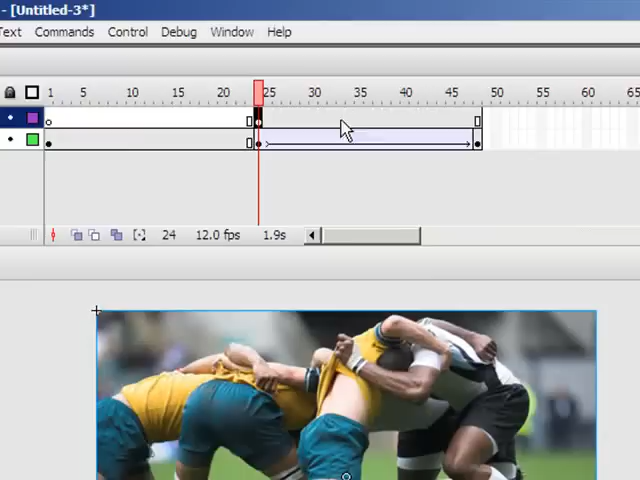 - [Untitled-3*]
Text Commands Control Debug Window Help
1 5 10 15 20 25 30 35 40 45 50 55 60 65
24 12.0 fps 1.9s